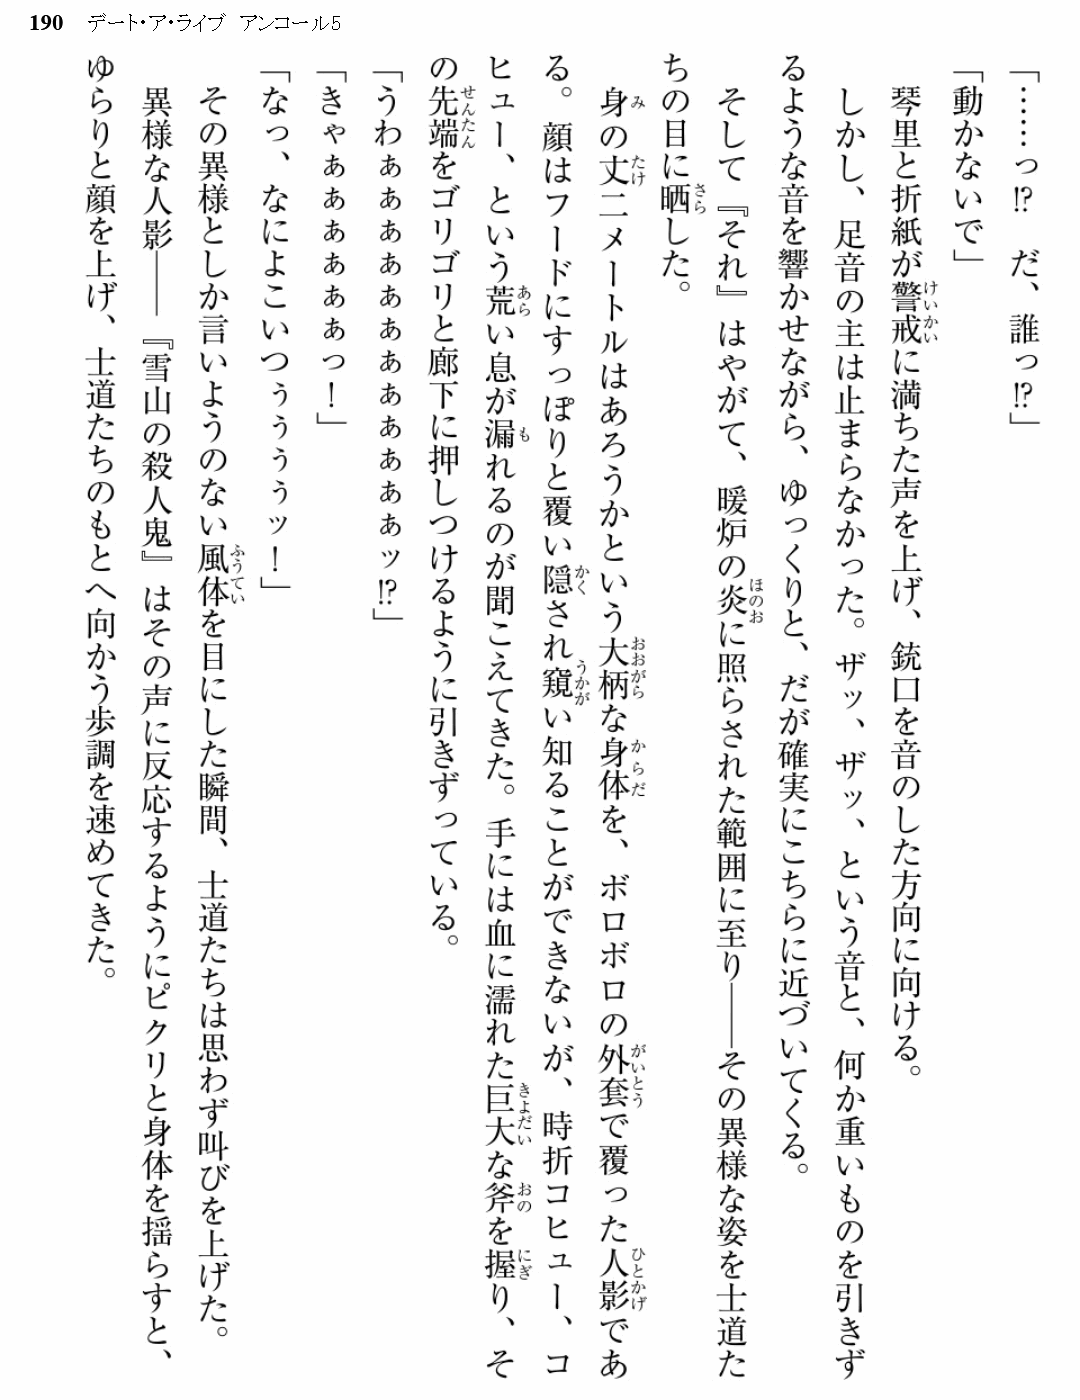 190 デート・ア・ライブ アンコール5
「……っ!? だ、誰っ!?」
「動かないで」
琴里と折紙が警戒に満ちた声を上げ、銃口を音のした方向に向ける。
しかし、足音の主は止まらなかった。ザッ、ザッ、という音と、何か重いものを引きず
るような音を響かせながら、ゆっくりと、だが確実にこちらに近づいてくる。
そして『それ』はやがて、暖炉の炎に照らされた範囲に至り――その異様な姿を士道た
ちの目に晒した。
身の丈二メートルはあろうかという大柄な身体を、ボロボロの外套で覆った人影であ
る。顔はフードにすっぽりと覆い隠され窺い知ることができないが、時折コヒュー、コ
ヒュー、という荒い息が漏れるのが聞こえてきた。手には血に濡れた巨大な斧を握り、そ
の先端をゴリゴリと廊下に押しつけるように引きずっている。
「うわぁぁぁぁぁぁぁぁぁぁぁッ!?」
「きゃぁぁぁぁぁぁっ！」
「なっ、なによこいつぅぅぅぅッ！」
その異様としか言いようのない風体を目にした瞬間、士道たちは思わず叫びを上げた。
異様な人影――『雪山の殺人鬼』はその声に反応するようにピクリと身体を揺らすと、
ゆらりと顔を上げ、士道たちのもとへ向かう歩調を速めてきた。